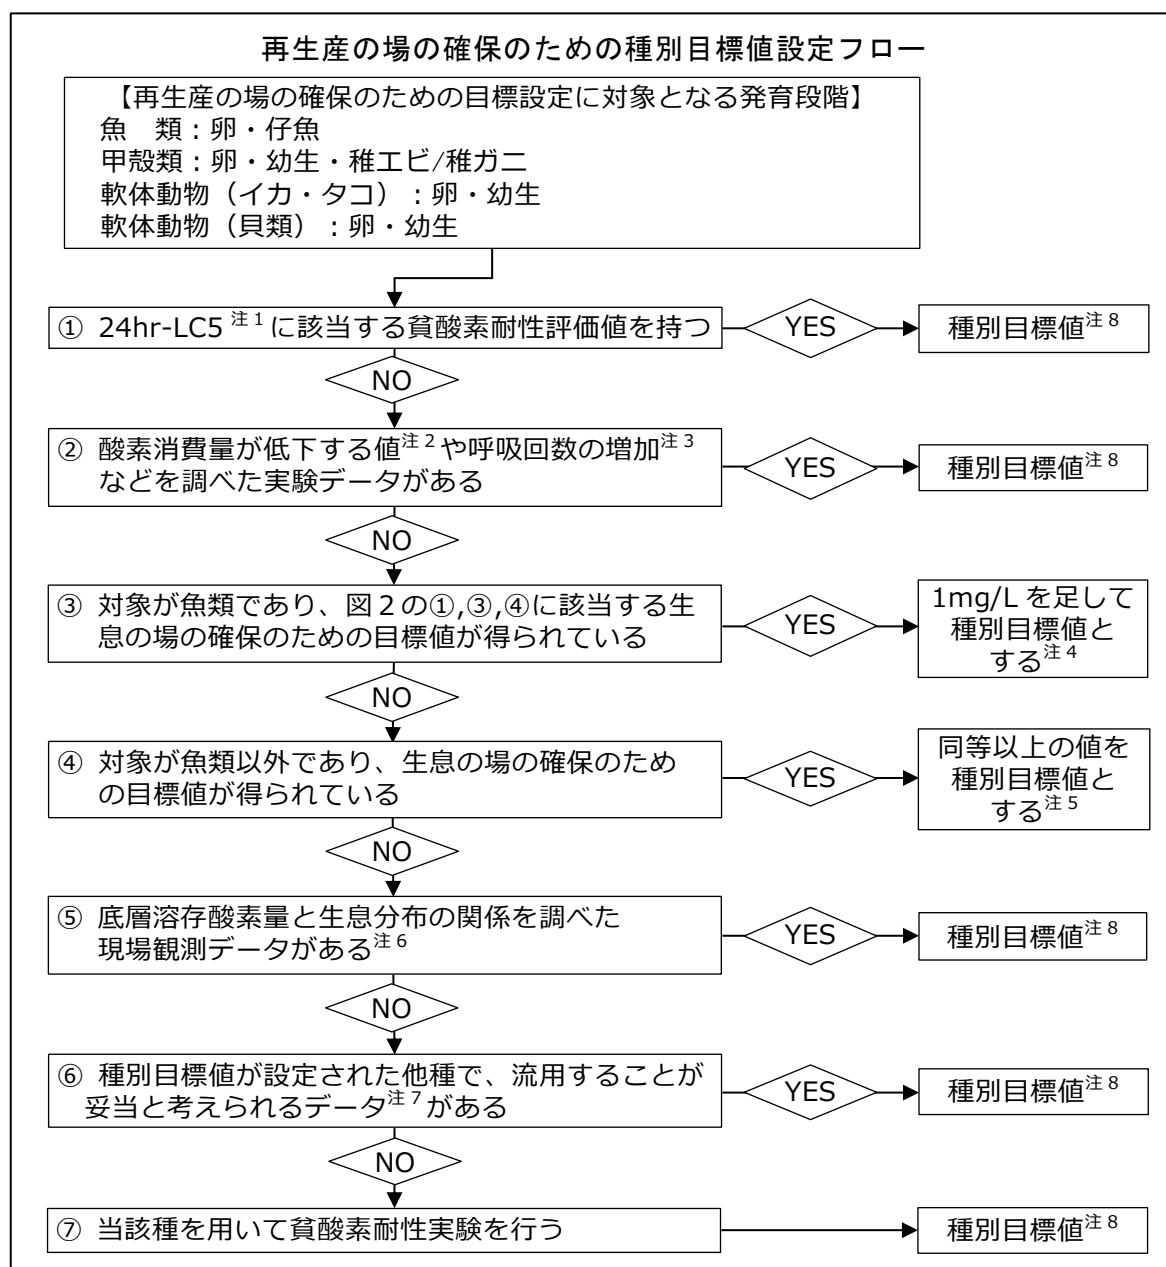 再生産の場の確保のための種別目標値設定フロー
【再生産の場の確保のための目標設定に対象となる発育段階】
魚　類：卵・仔魚
甲殻類：卵・幼生・稚エビ/稚ガニ
軟体動物（イカ・タコ）：卵・幼生
軟体動物（貝類）：卵・幼生
① 24hr-LC5 注1 に該当する貧酸素耐性評価値を持つ
YES
種別目標値注8
NO
② 酸素消費量が低下する値注2や呼吸回数の増加注3
などを調べた実験データがある
YES
種別目標値注8
NO
③ 対象が魚類であり、図２の①,③,④に該当する生
息の場の確保のための目標値が得られている
YES
1mg/L を足して
種別目標値と
する注4
NO
④ 対象が魚類以外であり、生息の場の確保のため
の目標値が得られている
YES
同等以上の値を
種別目標値と
する注5
NO
⑤ 底層溶存酸素量と生息分布の関係を調べた
現場観測データがある注6
YES
種別目標値注8
NO
⑥ 種別目標値が設定された他種で、流用することが
妥当と考えられるデータ注7がある
YES
種別目標値注8
NO
⑦ 当該種を用いて貧酸素耐性実験を行う
種別目標値注8